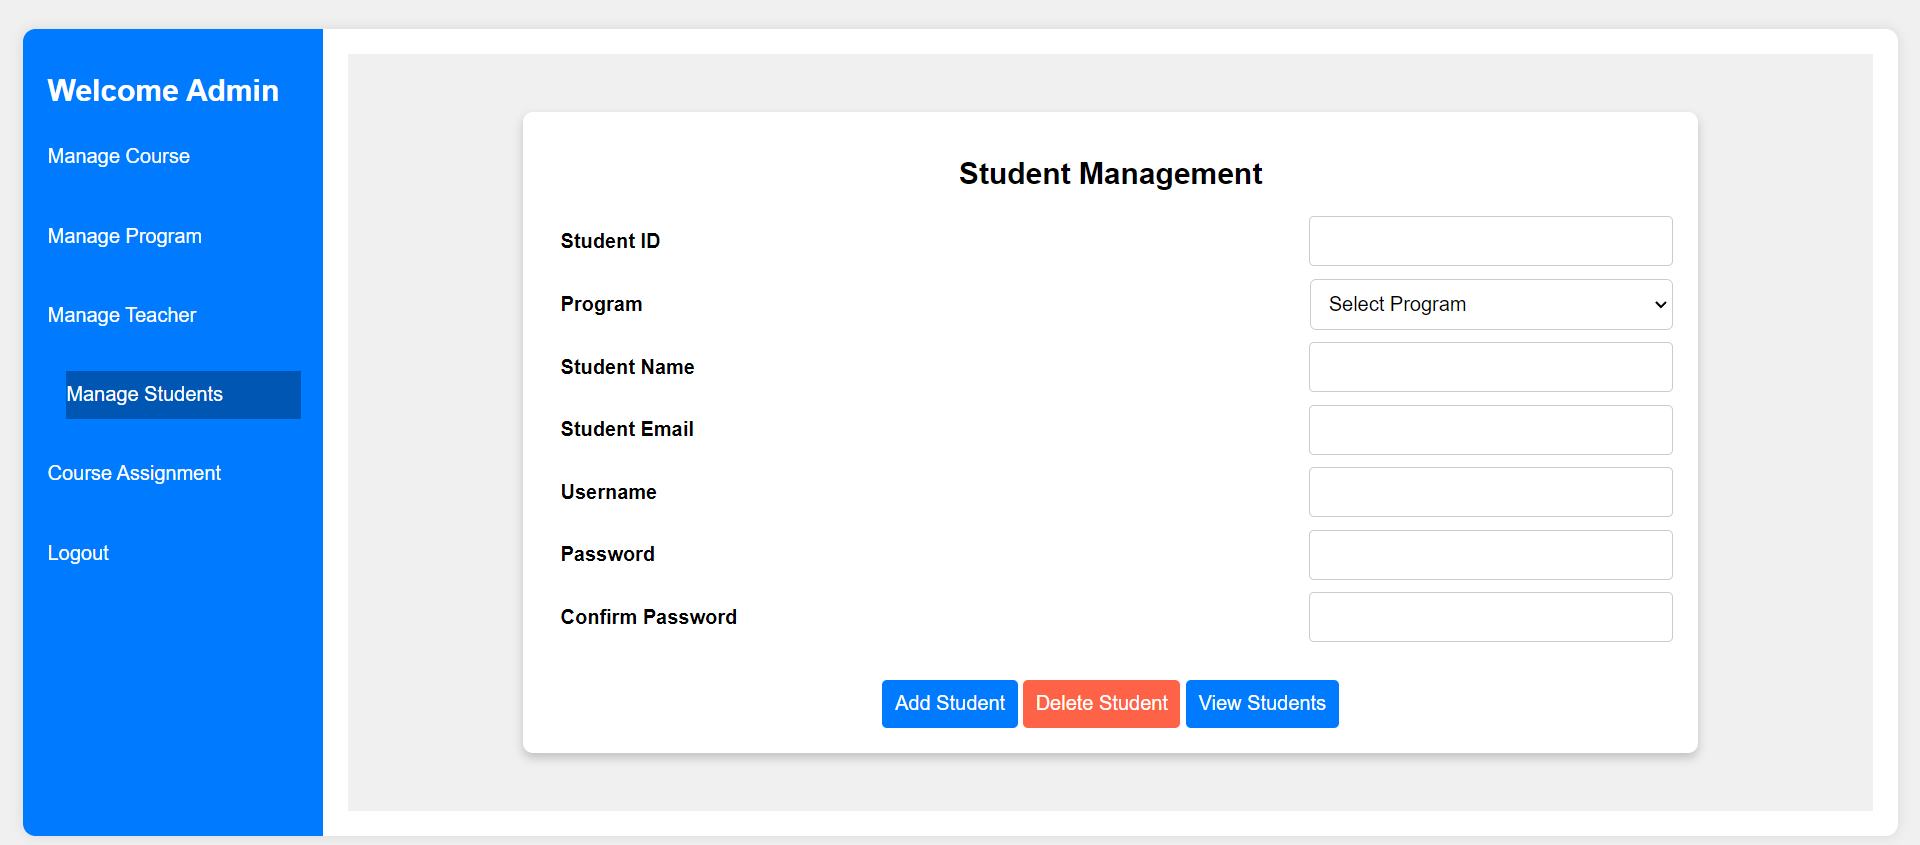 Welcome Admin
Manage Course
Manage Program
Manage Teacher
Manage Students
Course Assignment
Logout
Student Management
Student ID
Program
Select Program
Student Name
Student Email
Username
Password
Confirm Password
Add Student
Delete Student
View Students